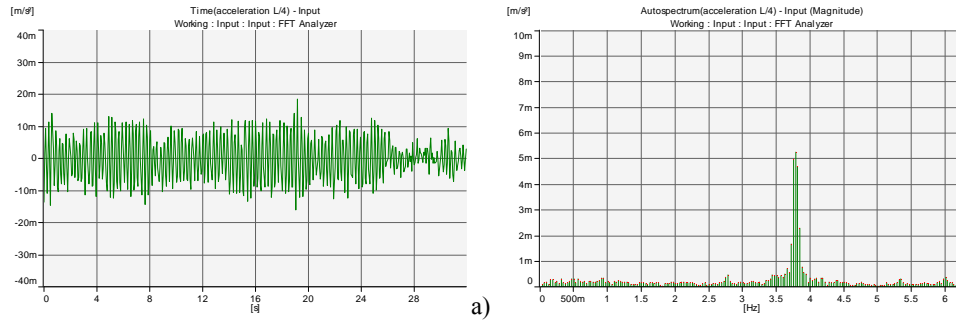 [m/s²]
Time(acceleration L/4) - Input
Working : Input : Input : FFT Analyzer
40m
30m
20m
10m
0
-10m
-20m
-30m
-40m
0 4 8 12 16 20 24 28
[s]
a)
[m/s²]
Autospectrum(acceleration L/4) - Input (Magnitude)
Working : Input : Input : FFT Analyzer
10m
9m
8m
7m
6m
5m
4m
3m
2m
1m
0
0 500m 1 1.5 2 2.5 3 3.5 4 4.5 5 5.5 6
[Hz]